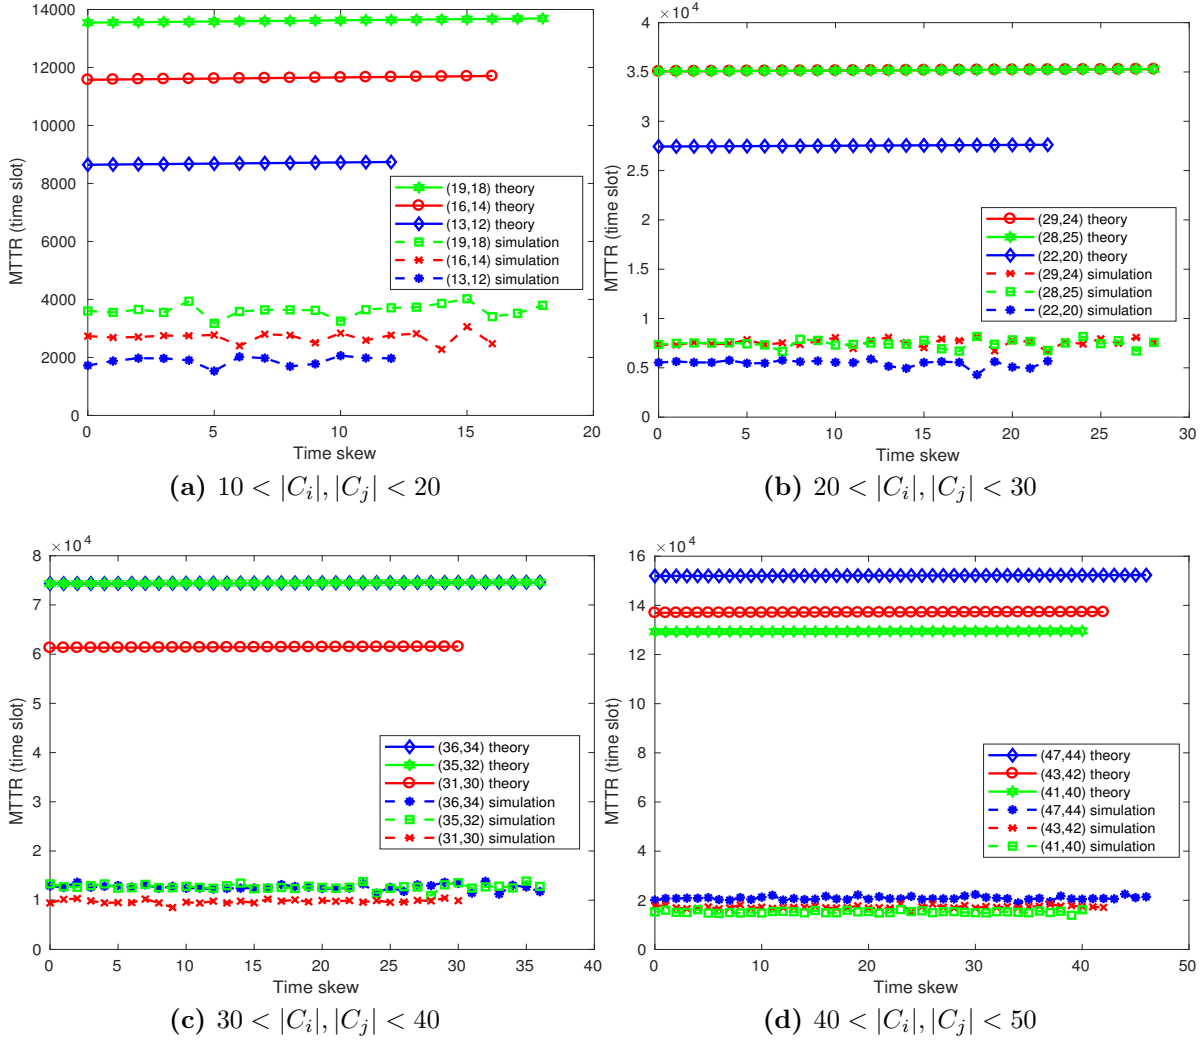 14000
12000
10000
8000
6000
4000
2000
0
MTTR (time slot)
(19,18) theory
(16,14) theory
(13,12) theory
(19,18) simulation
(16,14) simulation
(13,12) simulation
0 5 10 15 20
Time skew
(a) 10 < |C_i|, |C_j| < 20
×10^4
4
3.5
3
2.5
2
1.5
1
0.5
0
MTTR (time slot)
(29,24) theory
(28,25) theory
(22,20) theory
(29,24) simulation
(28,25) simulation
(22,20) simulation
0 5 10 15 20 25 30
Time skew
(b) 20 < |C_i|, |C_j| < 30
×10^4
8
7
6
5
4
3
2
1
0
MTTR (time slot)
(36,34) theory
(35,32) theory
(31,30) theory
(36,34) simulation
(35,32) simulation
(31,30) simulation
0 5 10 15 20 25 30 35 40
Time skew
(c) 30 < |C_i|, |C_j| < 40
×10^4
16
14
12
10
8
6
4
2
0
MTTR (time slot)
(47,44) theory
(43,42) theory
(41,40) theory
(47,44) simulation
(43,42) simulation
(41,40) simulation
0 10 20 30 40 50
Time skew
(d) 40 < |C_i|, |C_j| < 50